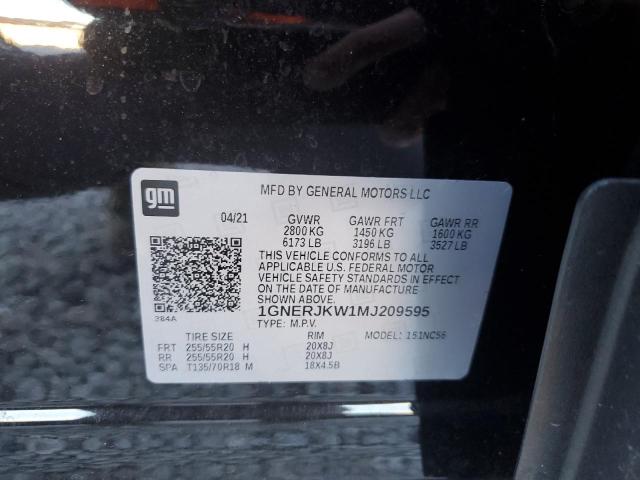 gm
MFD BY GENERAL MOTORS LLC
04/21 GVWR GAWR FRT GAWR RR
2800 KG 1450 KG 1600 KG
6173 LB 3196 LB 3527 LB
THIS VEHICLE CONFORMS TO ALL
APPLICABLE U.S. FEDERAL MOTOR
VEHICLE SAFETY STANDARDS IN EFFECT
ON THE DATE OF MANUFACTURE
SHOWN ABOVE.
384A 1GNERJKW1MJ209595
TYPE: M.P.V. MODEL: 151NC56
TIRE SIZE RIM
FRT 255/55R20 H 20X8J
RR 255/55R20 H 20X8J
SPA T135/70R18 M 18X4.5B